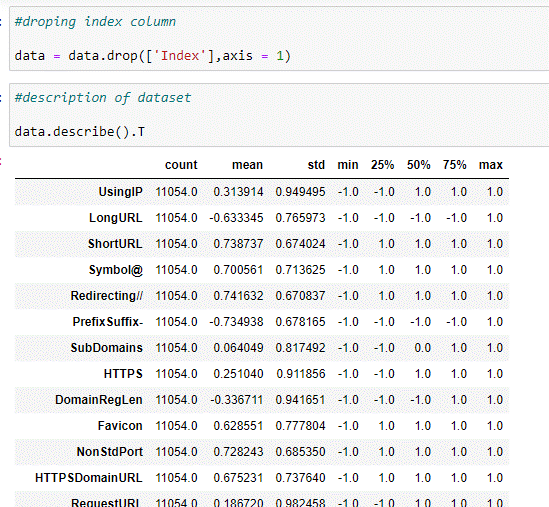 #droping index column
data = data.drop(['Index'],axis = 1)
#description of dataset
data.describe().T
count mean std min 25% 50% 75% max
UsingIP 11054.0 0.313914 0.949495 -1.0 -1.0 1.0 1.0 1.0
LongURL 11054.0 -0.633345 0.765973 -1.0 -1.0 -1.0 -1.0 1.0
ShortURL 11054.0 0.738737 0.674024 -1.0 1.0 1.0 1.0 1.0
Symbol@ 11054.0 0.700561 0.713625 -1.0 1.0 1.0 1.0 1.0
Redirecting// 11054.0 0.741632 0.670837 -1.0 1.0 1.0 1.0 1.0
PrefixSuffix- 11054.0 -0.734938 0.678165 -1.0 -1.0 -1.0 -1.0 1.0
SubDomains 11054.0 0.064049 0.817492 -1.0 -1.0 0.0 1.0 1.0
HTTPS 11054.0 0.251040 0.911856 -1.0 -1.0 1.0 1.0 1.0
DomainRegLen 11054.0 -0.336711 0.941651 -1.0 -1.0 -1.0 1.0 1.0
Favicon 11054.0 0.628551 0.777804 -1.0 1.0 1.0 1.0 1.0
NonStdPort 11054.0 0.728243 0.685350 -1.0 1.0 1.0 1.0 1.0
HTTPSDomainURL 11054.0 0.675231 0.737640 -1.0 1.0 1.0 1.0 1.0
RequestURL 11054.0 0.186720 0.982458 -1.0 -1.0 1.0 1.0 1.0